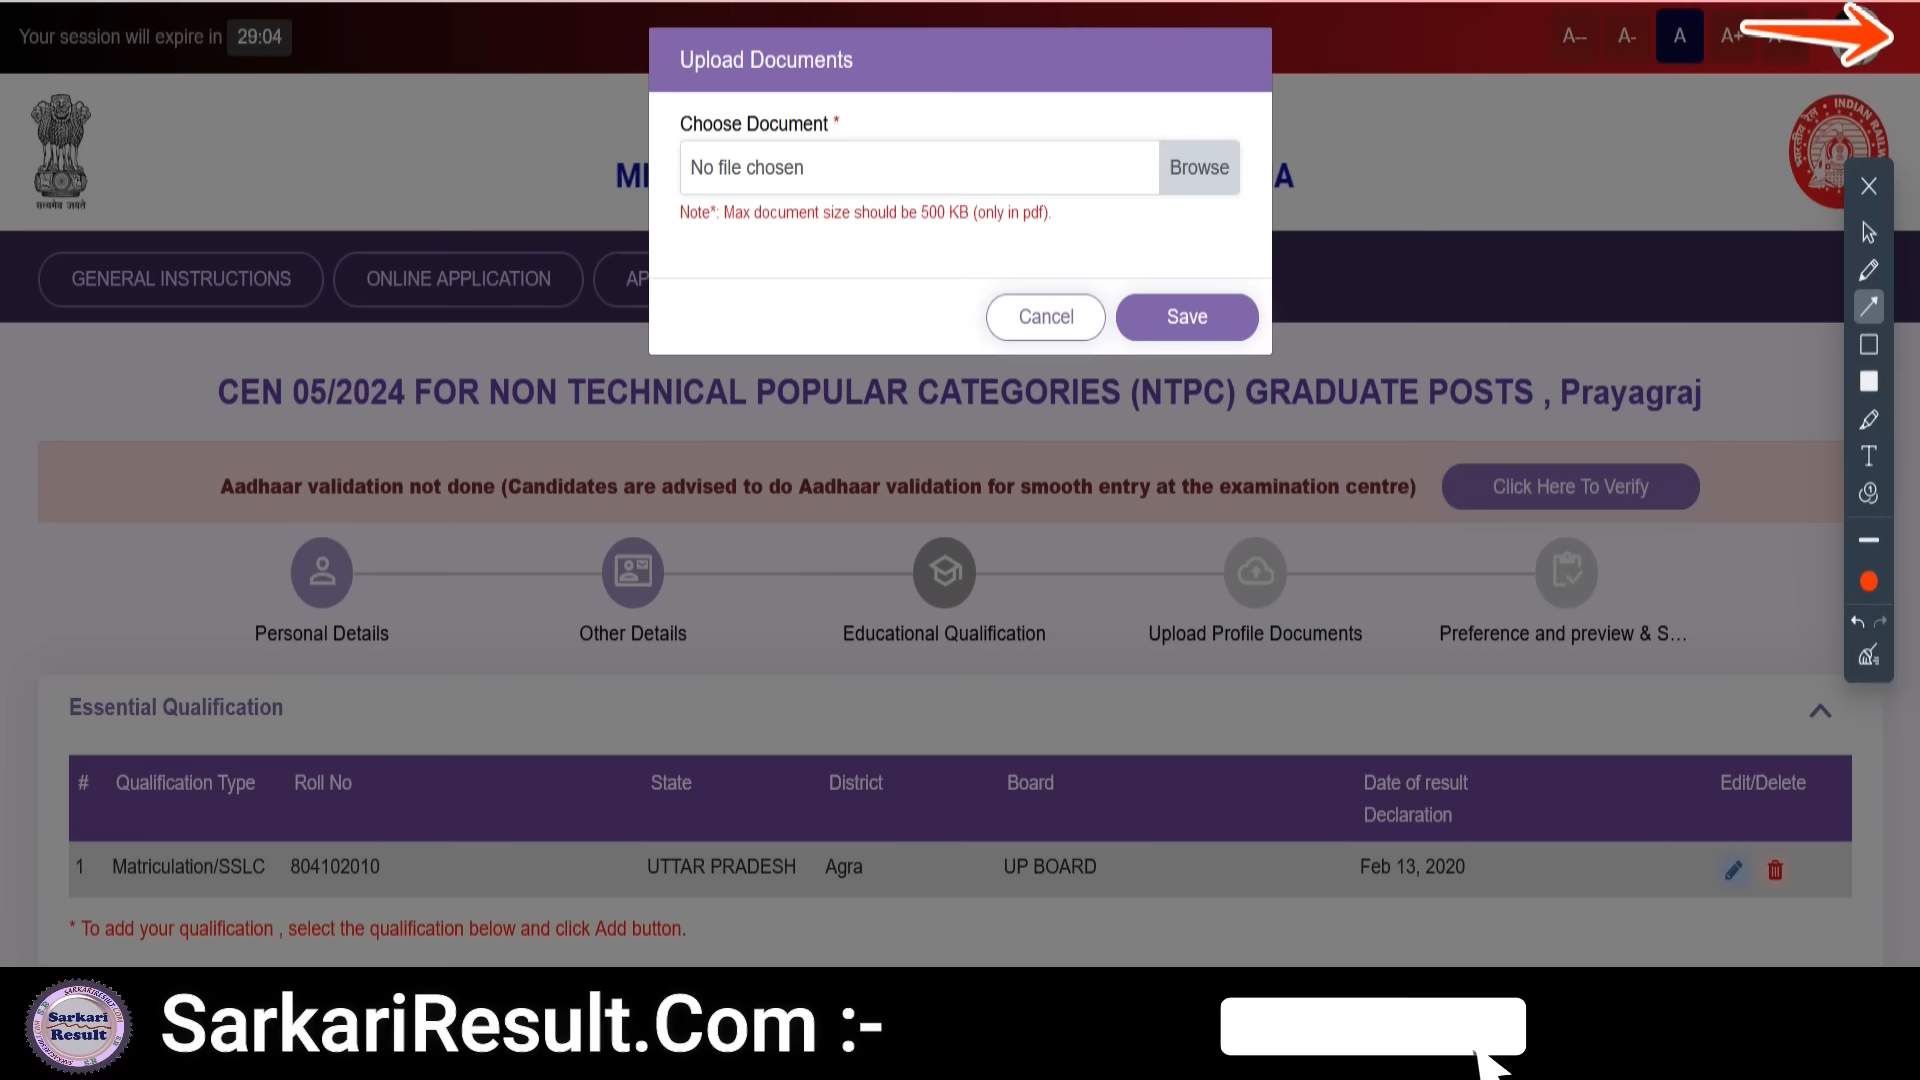 Your session will expire in 29:04
A-- A- A A+
Upload Documents
Choose Document *
No file chosen Browse
Note*: Max document size should be 500 KB (only in pdf).
Cancel Save
सत्यमेव जयते
INDIAN RAILW
भारतीय रेल
MI A
GENERAL INSTRUCTIONS ONLINE APPLICATION AP
CEN 05/2024 FOR NON TECHNICAL POPULAR CATEGORIES (NTPC) GRADUATE POSTS , Prayagraj
Aadhaar validation not done (Candidates are advised to do Aadhaar validation for smooth entry at the examination centre) Click Here To Verify
Personal Details Other Details Educational Qualification Upload Profile Documents Preference and preview & S...
Essential Qualification
# Qualification Type Roll No State District Board Date of result Declaration Edit/Delete
1 Matriculation/SSLC 804102010 UTTAR PRADESH Agra UP BOARD Feb 13, 2020
* To add your qualification , select the qualification below and click Add button.
Sarkari
Result
SarkariResult.Com :-